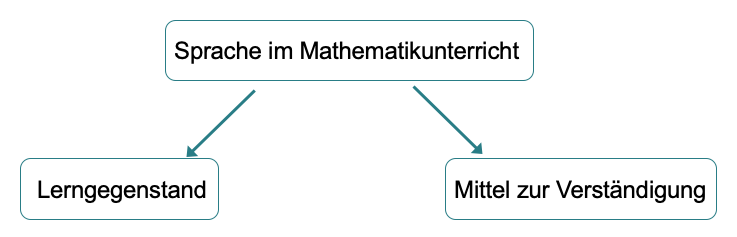 Sprache im Mathematikunterricht
Lerngegenstand
Mittel zur Verständigung